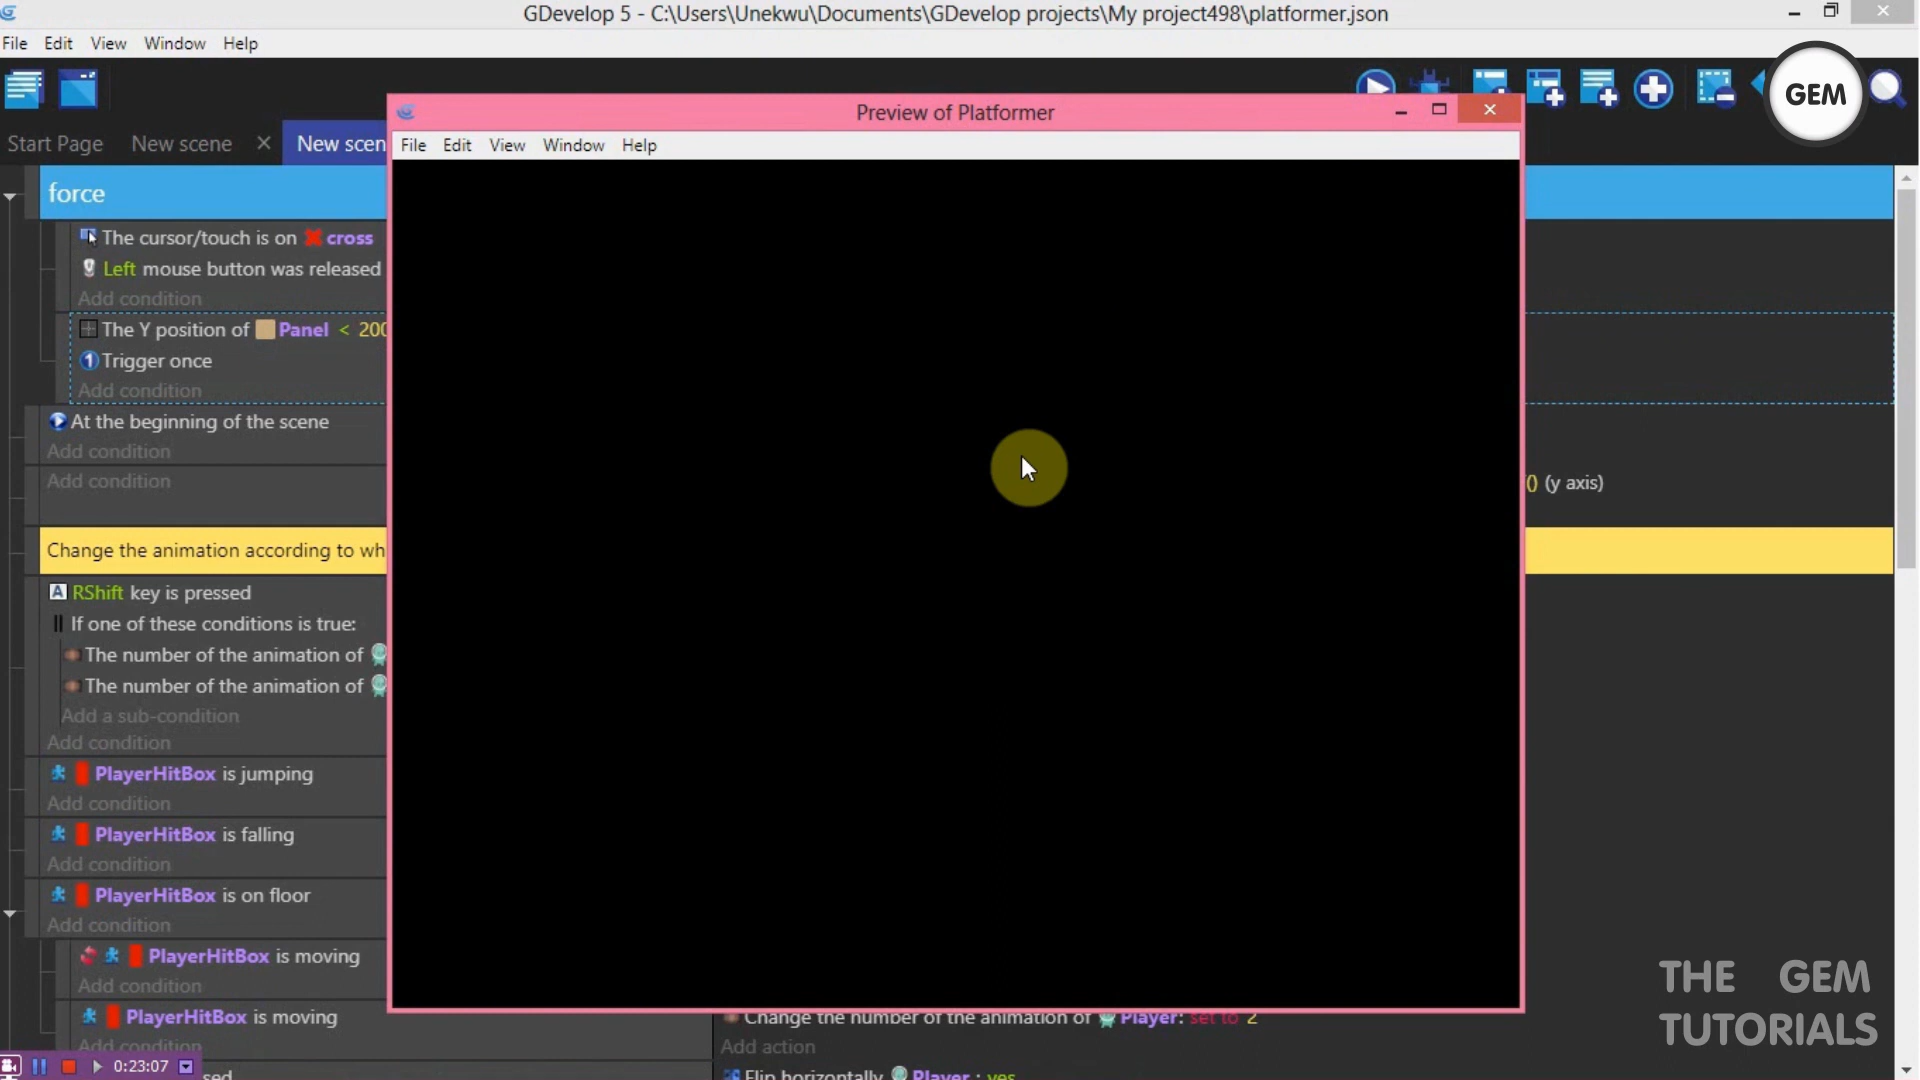 GDevelop 5 - C:\Users\Unekwu\Documents\GDevelop projects\My project498\platformer.json
File Edit View Window Help
GEM
Start Page New scene New scen
Preview of Platformer
File Edit View Window Help
force
The cursor/touch is on cross
Left mouse button was released
Add condition
The Y position of Panel < 200
Trigger once
Add condition
At the beginning of the scene
Add condition
Add condition
() (y axis)
Change the animation according to wh
RShift key is pressed
If one of these conditions is true:
The number of the animation of
The number of the animation of
Add a sub-condition
Add condition
PlayerHitBox is jumping
Add condition
PlayerHitBox is falling
Add condition
PlayerHitBox is on floor
Add condition
PlayerHitBox is moving
Add condition
PlayerHitBox is moving
Add condition
Change the number of the animation of Player: set to 2
Add action
Flip horizontally Player : yes
0:23:07
sed
THE GEM
TUTORIALS